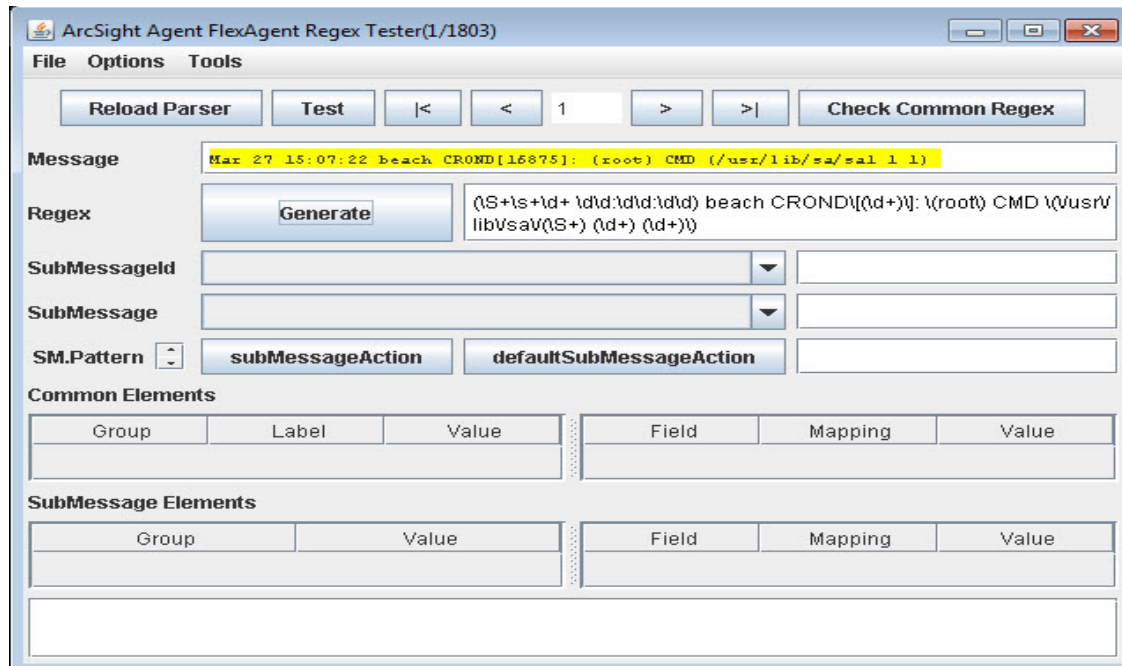 ArcSight Agent FlexAgent Regex Tester(1/1803)
File Options Tools
Reload Parser Test |< < 1 > >| Check Common Regex
Message Mar 27 15:07:22 beach CROND[16875]: (root) CMD (/usr/lib/sa/sa1 1 1)
Regex Generate (\S+\s+\d+ \d\d:\d\d:\d\d) beach CROND\[(\d+)\]: \(root\) CMD \(\/usr\/
lib\/sa\/(\S+) (\d+) (\d+)\)
SubMessageId
SubMessage
SM.Pattern subMessageAction defaultSubMessageAction
Common Elements
Group Label Value Field Mapping Value
SubMessage Elements
Group Value Field Mapping Value